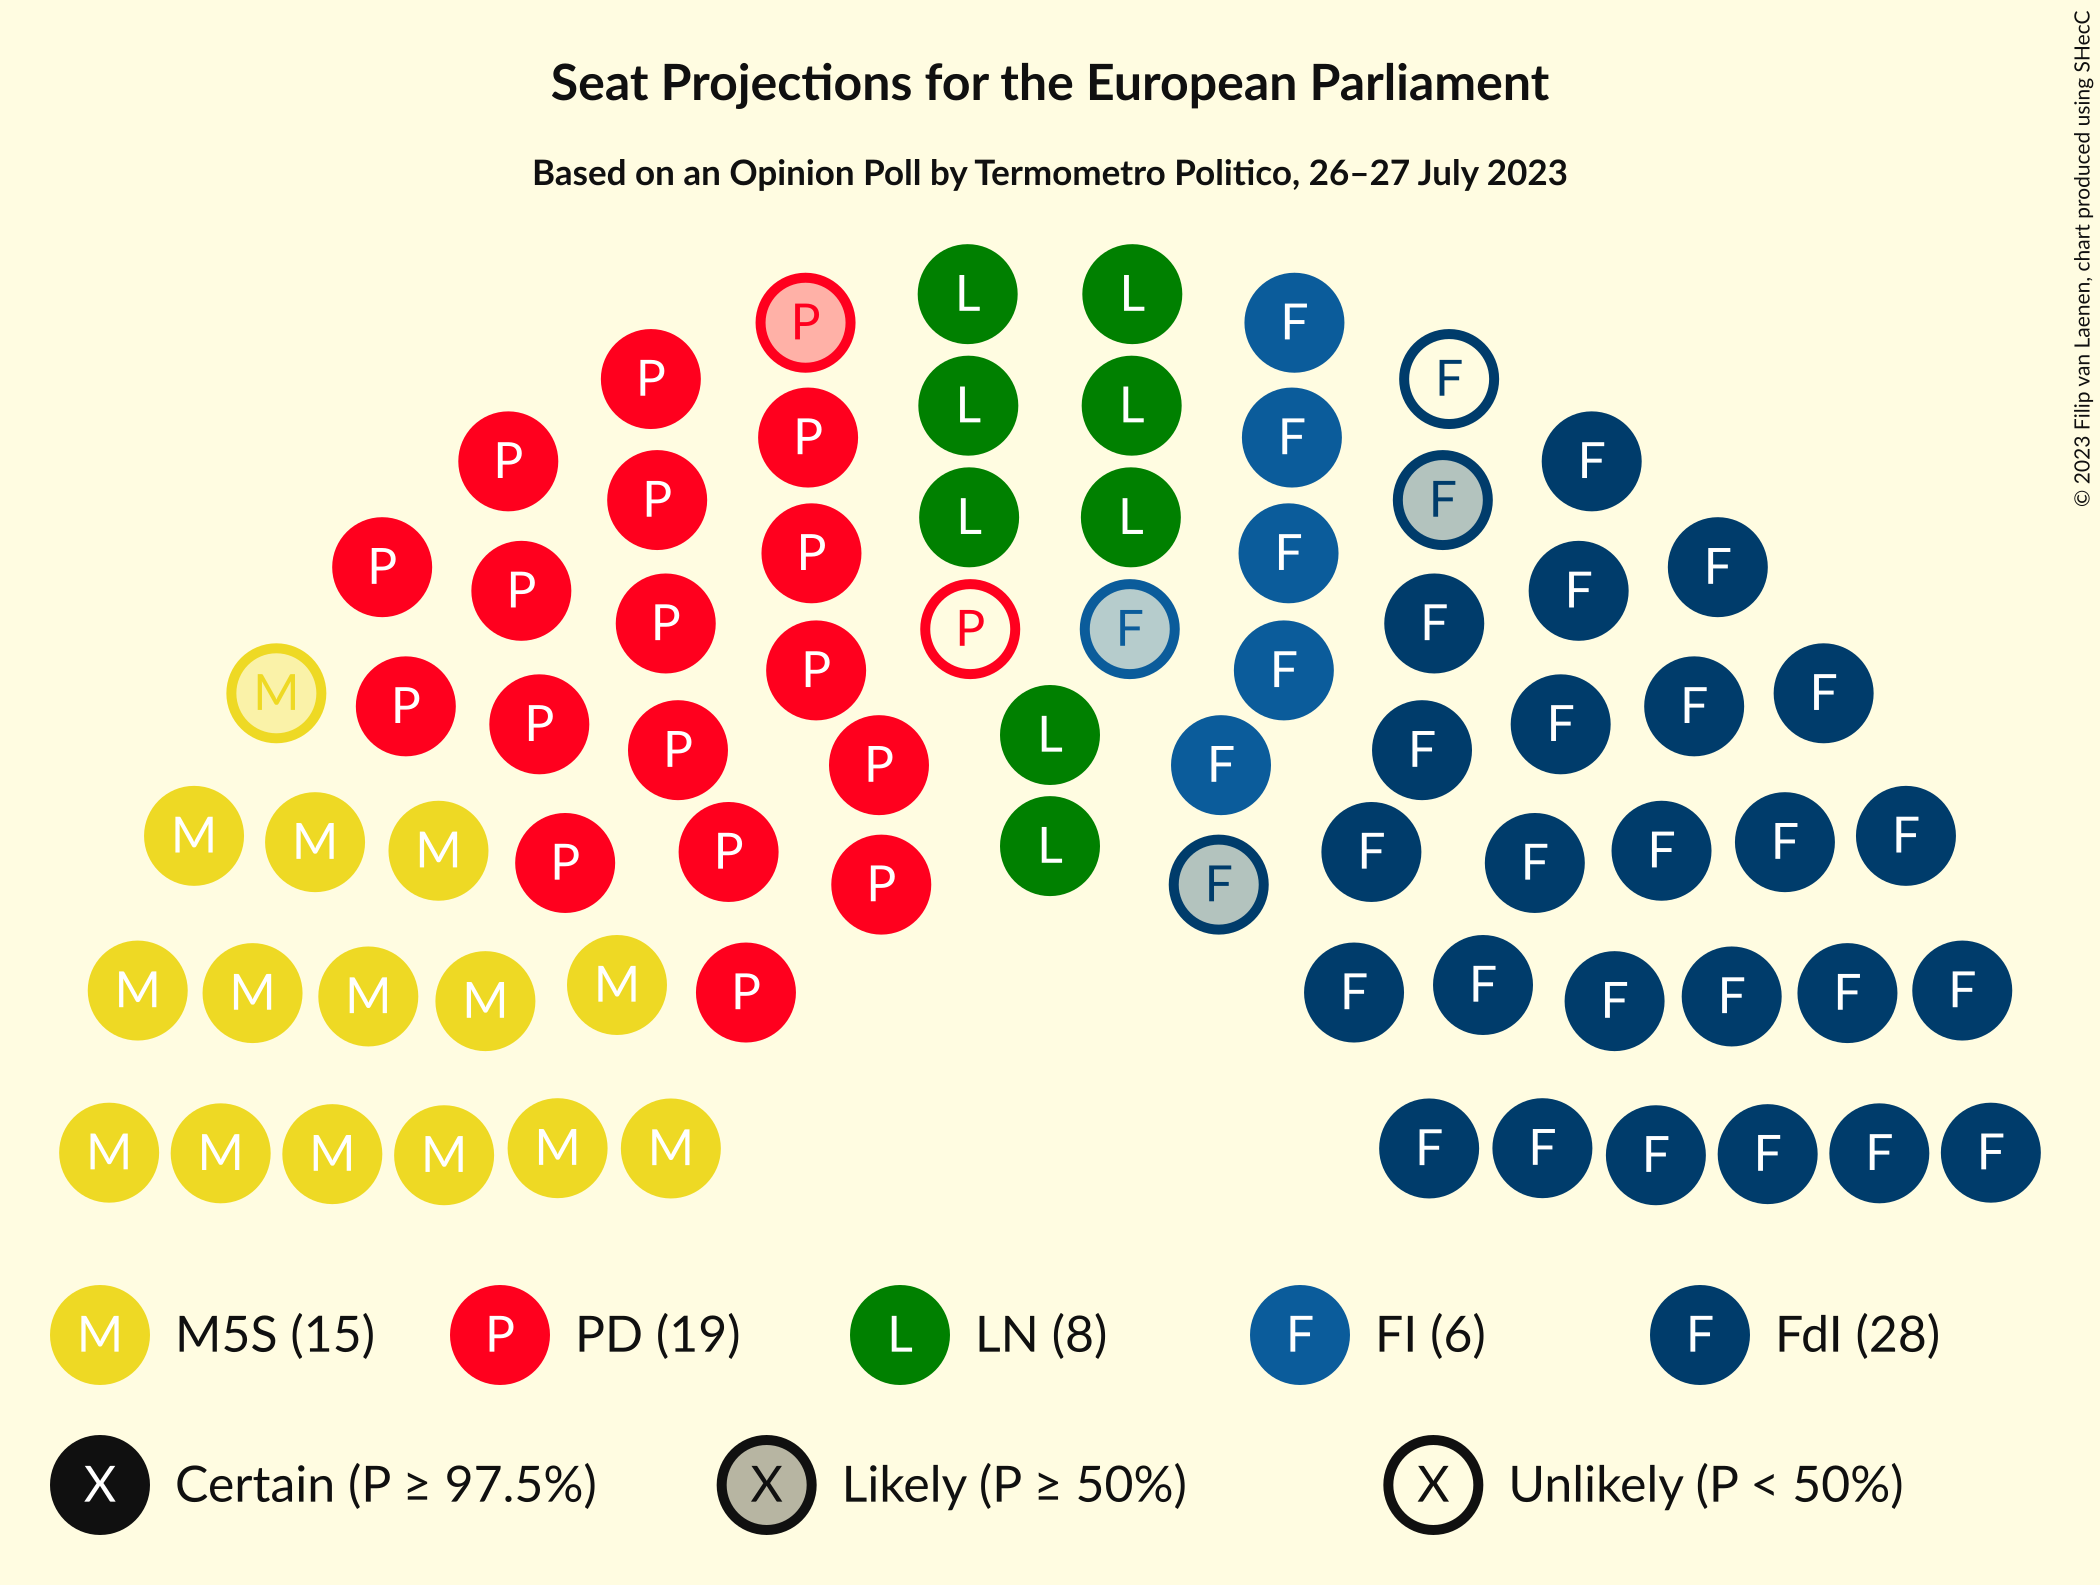 Seat Projections for the European Parliament
Based on an Opinion Poll by Termometro Politico, 26–27 July 2023
© 2023 Filip van Laenen, chart produced using SHecC
L L
P F
P F
L L
P F
P F
P F
L L
P F
P F
P F
P F
P F
P F
L L
P F
M F
P F
P F
P F
L
P F
P F
M M M F F F
L
P F
P F
P F
M M M M M P F F F F F F
M M M M M M F F F F F F
M M5S (15) P PD (19) L LN (8) F FI (6) F FdI (28)
X Certain (P ≥ 97.5%) X Likely (P ≥ 50%) X Unlikely (P < 50%)